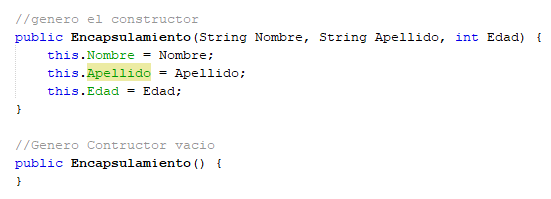 //genero el constructor
public Encapsulamiento(String Nombre, String Apellido, int Edad) {
this.Nombre = Nombre;
this.Apellido = Apellido;
this.Edad = Edad;
}
//Genero Contructor vacio
public Encapsulamiento() {
}